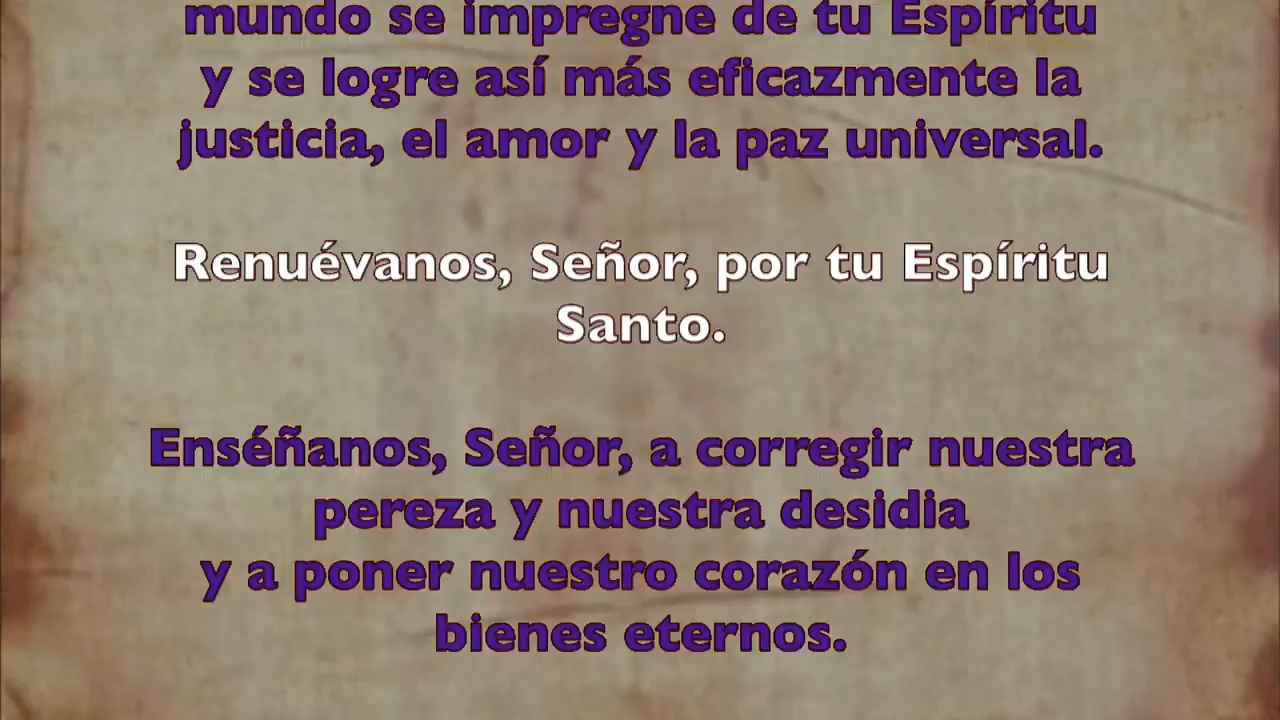 mundo se impregne de tu Espíritu
y se logre así más eficazmente la
justicia, el amor y la paz universal.
Renuévanos, Señor, por tu Espíritu
Santo.
Enséñanos, Señor, a corregir nuestra
pereza y nuestra desidia
y a poner nuestro corazón en los
bienes eternos.